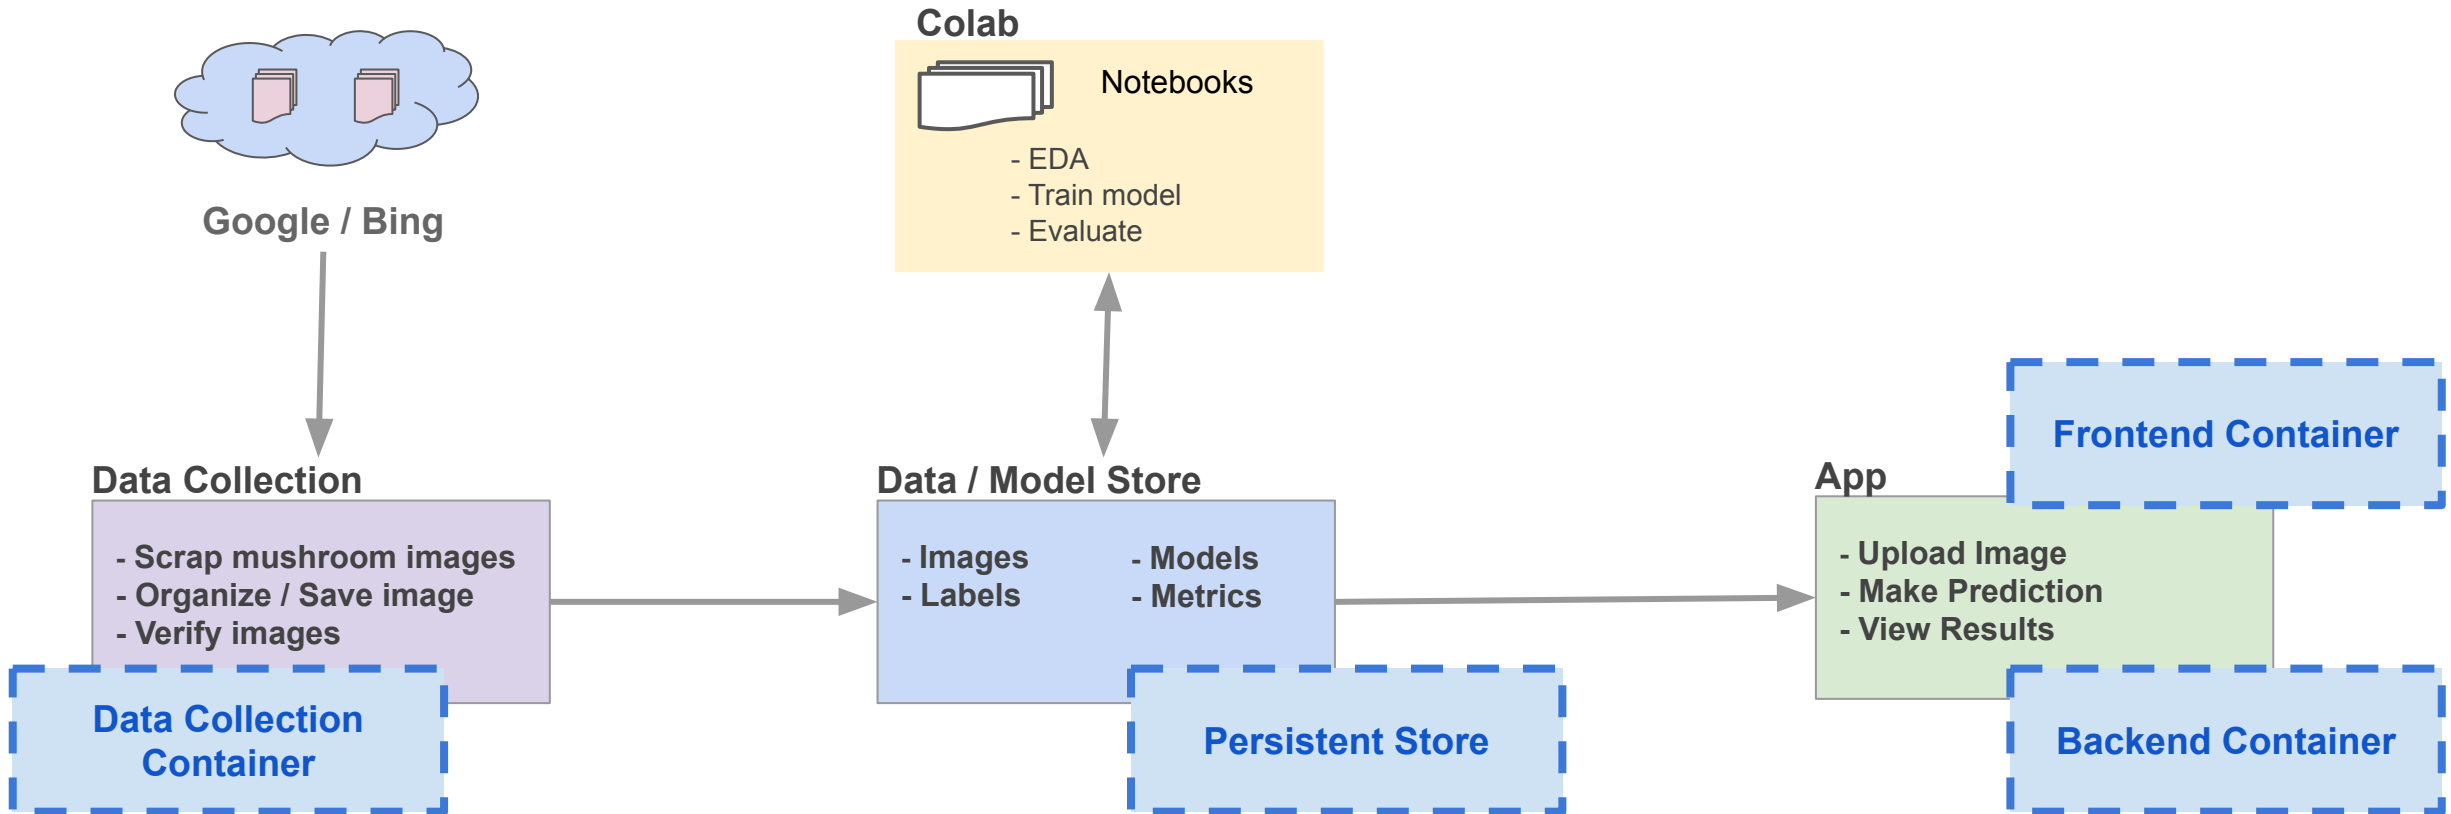 Colab
Notebooks
- EDA
- Train model
- Evaluate
Google / Bing
Data Collection
- Scrap mushroom images
- Organize / Save image
- Verify images
Data Collection
Container
Data / Model Store
- Images
- Labels
- Models
- Metrics
Persistent Store
App
- Upload Image
- Make Prediction
- View Results
Frontend Container
Backend Container